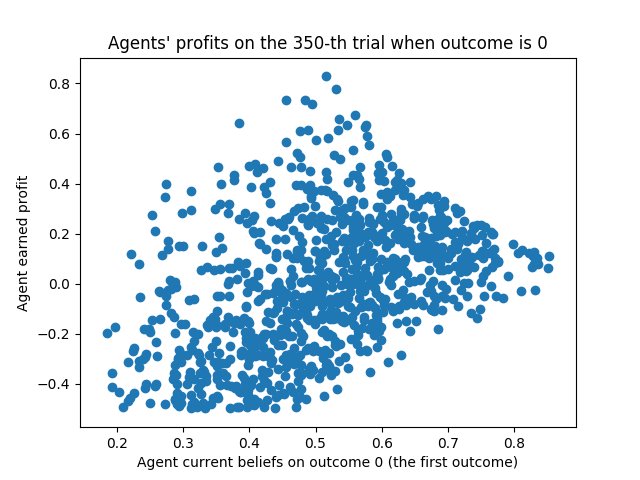 Agents' profits on the 350-th trial when outcome is 0
Agent earned profit
0.8
0.6
0.4
0.2
0.0
−0.2
−0.4
0.2 0.3 0.4 0.5 0.6 0.7 0.8
Agent current beliefs on outcome 0 (the first outcome)